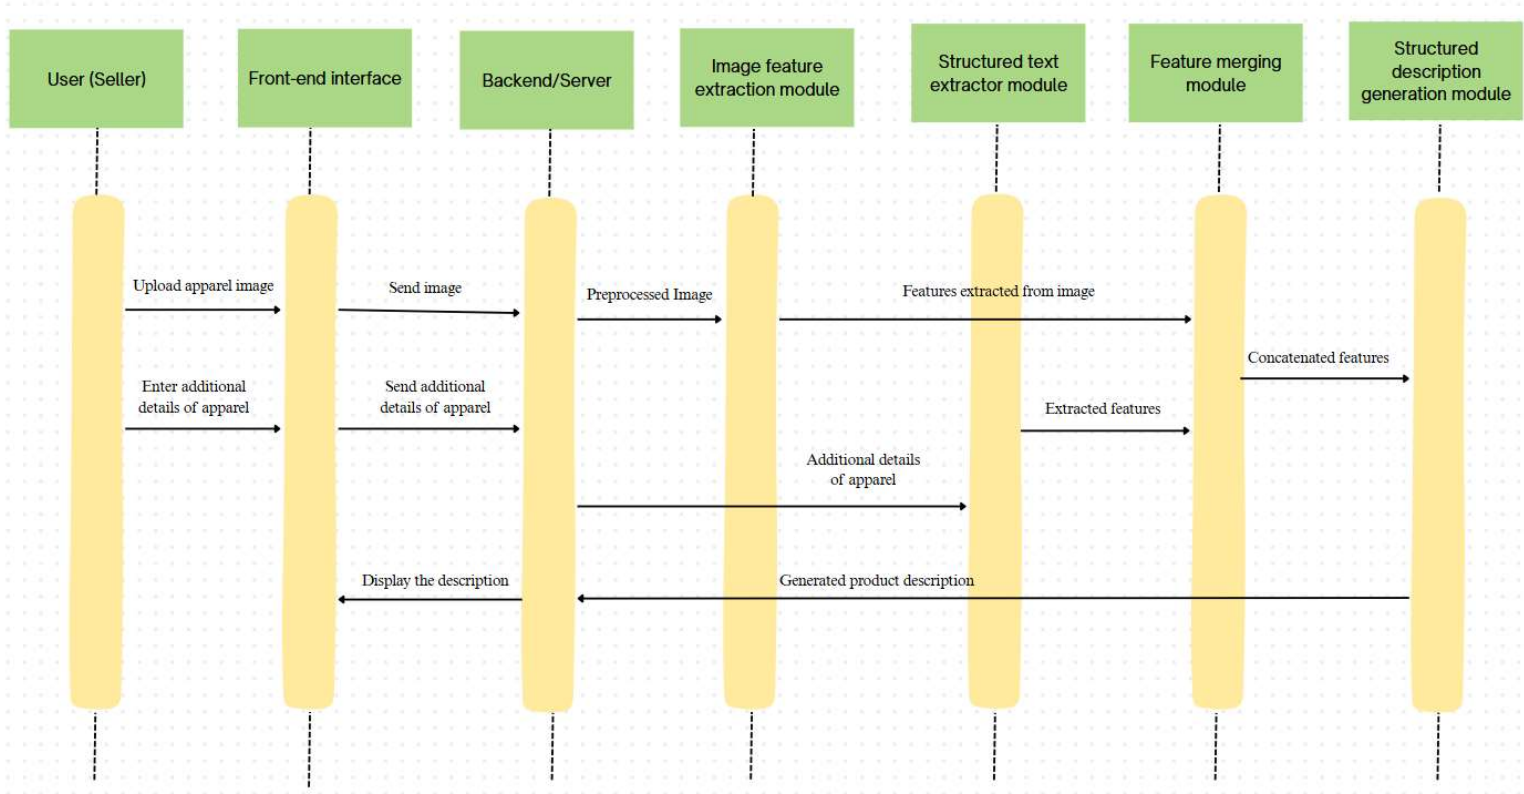 User (Seller)
Front-end interface
Backend/Server
Image feature
extraction module
Structured text
extractor module
Feature merging
module
Structured
description
generation module
Upload apparel image
Send image
Preprocessed Image
Features extracted from image
Concatenated features
Enter additional
details of apparel
Send additional
details of apparel
Extracted features
Additional details
of apparel
Display the description
Generated product description